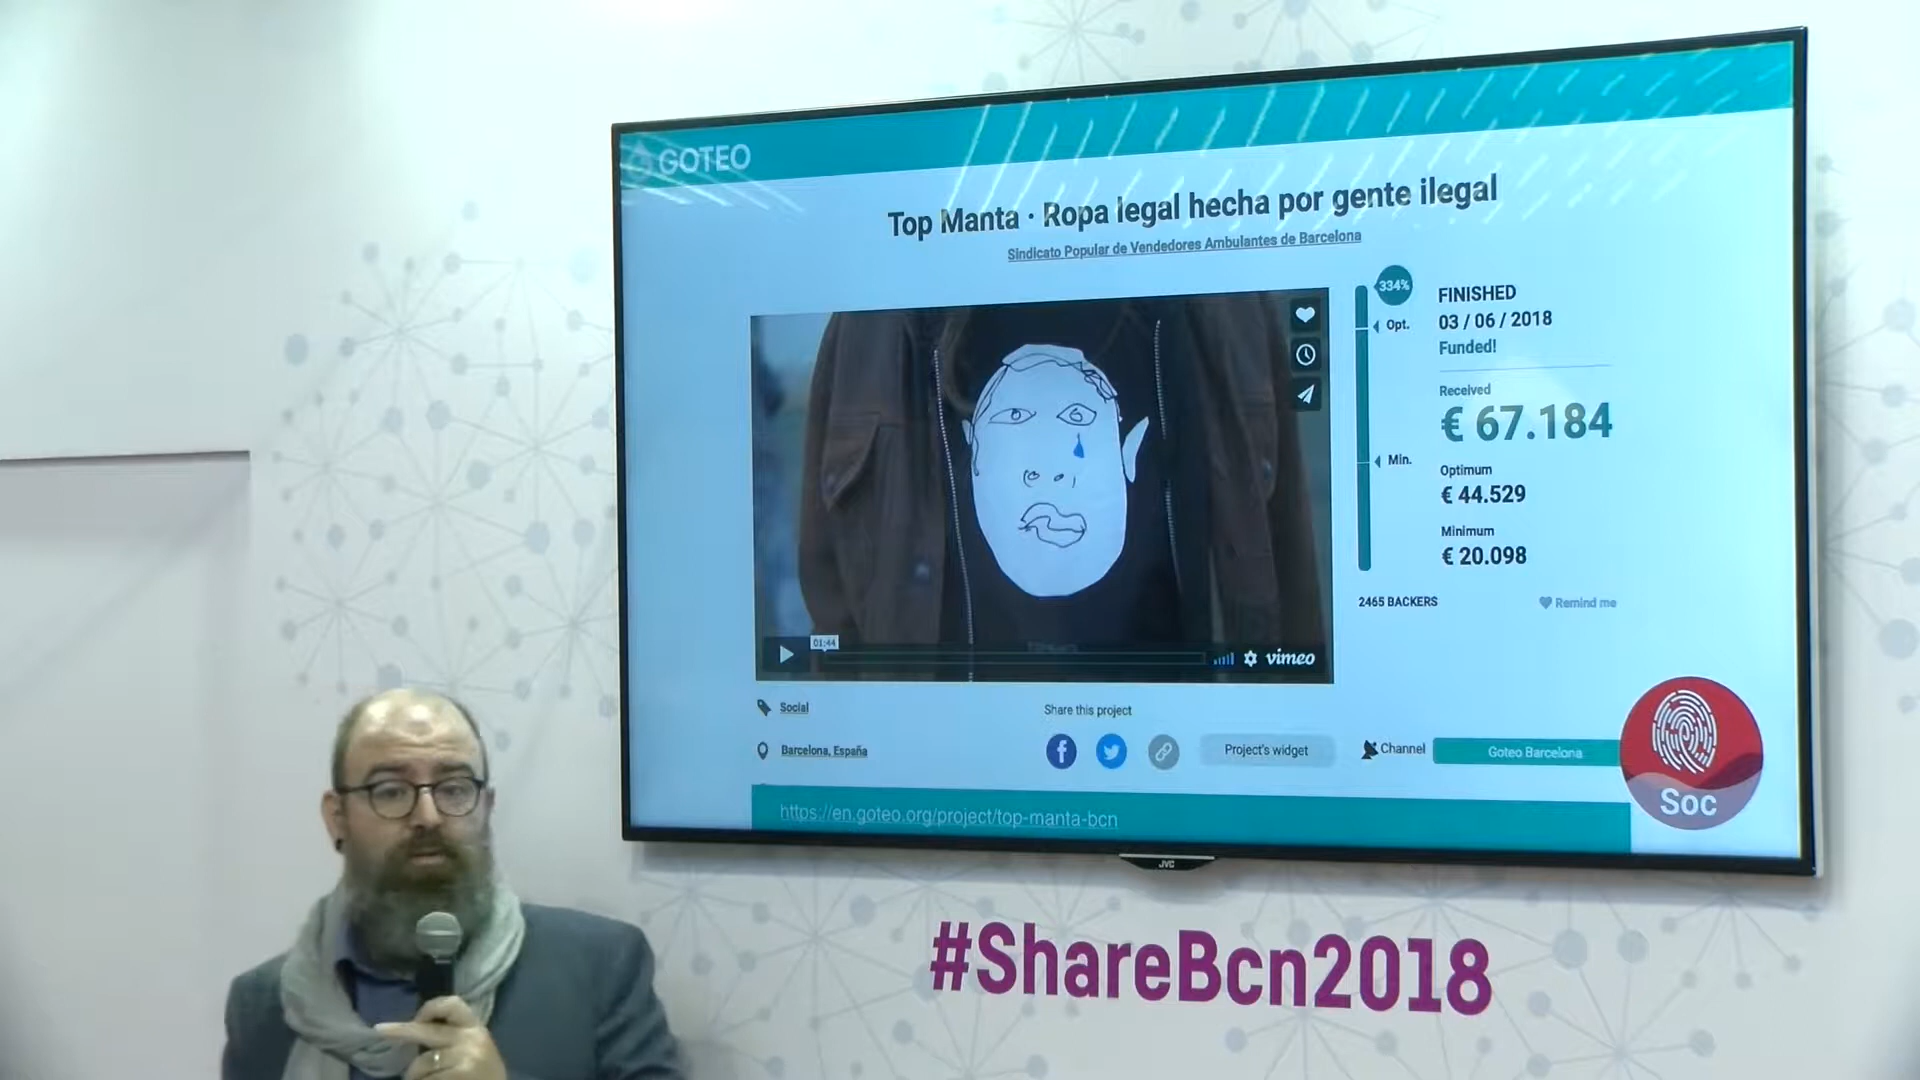 GOTEO
Top Manta · Ropa legal hecha por gente ilegal
Sindicato Popular de Vendedores Ambulantes de Barcelona
334%
Opt.
Min.
FINISHED
03 / 06 / 2018
Funded!
Received
€ 67.184
Optimum
€ 44.529
Minimum
€ 20.098
2465 BACKERS
Remind me
01:44
vimeo
Social
Share this project
Barcelona, España
Project's widget
Channel
Goteo Barcelona
https://en.goteo.org/project/top-manta-bcn
Soc
JVC
#ShareBcn2018